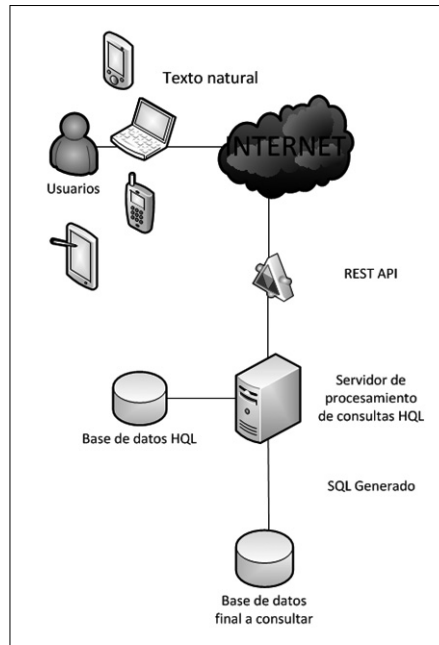 Texto natural
INTERNET
Usuarios
REST API
Servidor de
procesamiento
de consultas HQL
Base de datos HQL
SQL Generado
Base de datos
final a consultar